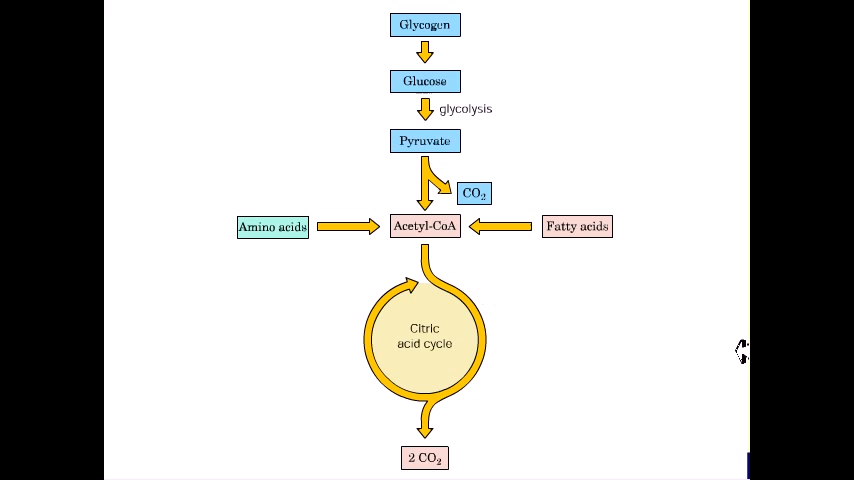 Glycogen
Glucose
glycolysis
Pyruvate
CO₂
Amino acids
Acetyl-CoA
Fatty acids
Citric
acid cycle
2 CO₂